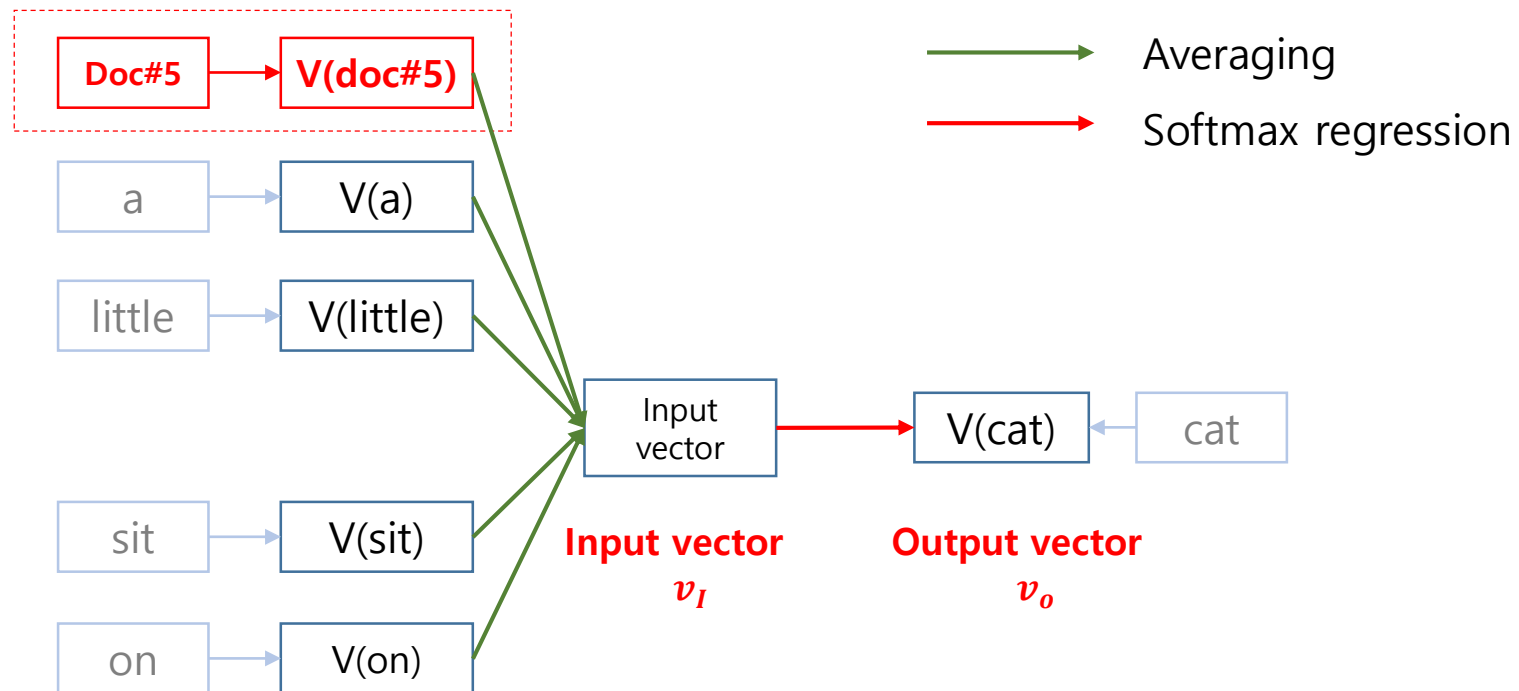 Doc#5
V(doc#5)
Averaging
Softmax regression
a
V(a)
little
V(little)
Input
vector
V(cat)
cat
sit
V(sit)
Input vector
Output vector
v_I
v_o
on
V(on)